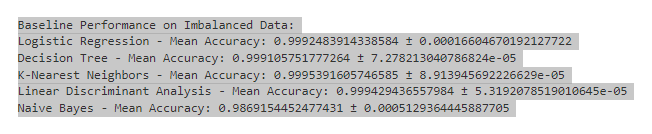 Baseline Performance on Imbalanced Data:
Logistic Regression - Mean Accuracy: 0.9992483914338584 ± 0.00016604670192127722
Decision Tree - Mean Accuracy: 0.999105751777264 ± 7.278213040786824e-05
K-Nearest Neighbors - Mean Accuracy: 0.9995391605746585 ± 8.913945692226629e-05
Linear Discriminant Analysis - Mean Accuracy: 0.999429436557984 ± 5.3192078519010645e-05
Naive Bayes - Mean Accuracy: 0.9869154452477431 ± 0.0005129364445887705